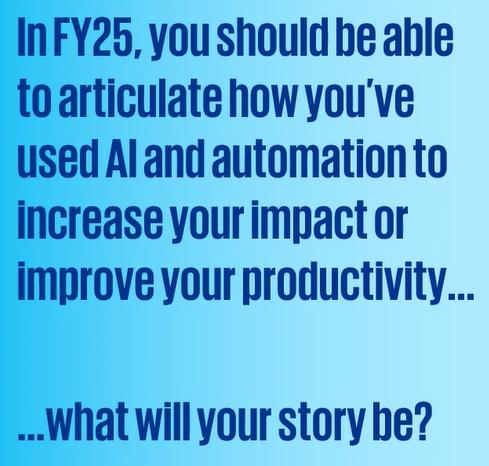 In FY25, you should be able
to articulate how you’ve
used AI and automation to
increase your impact or
improve your productivity...
...what will your story be?